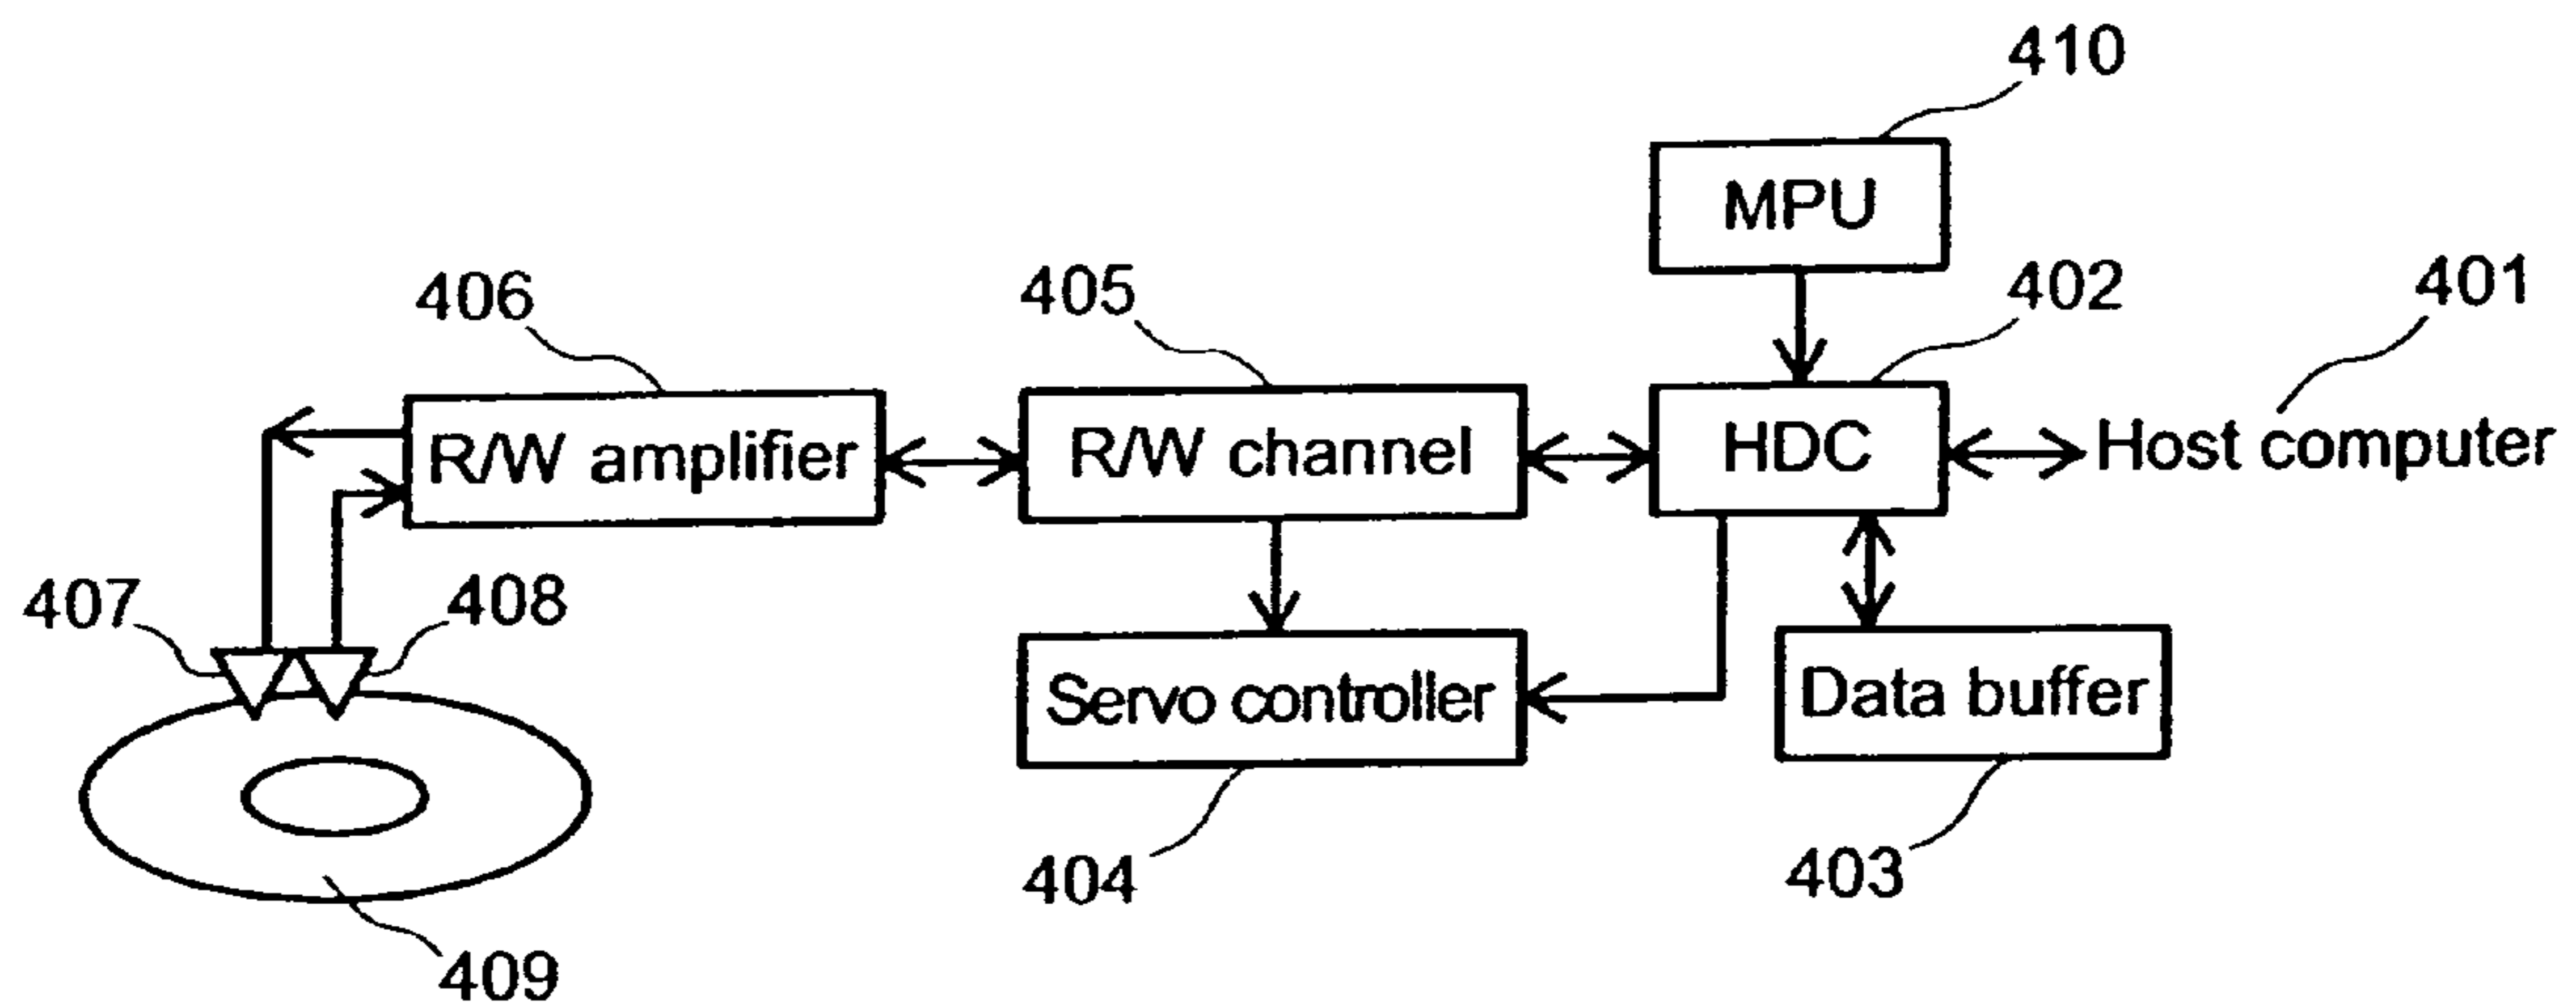 410
MPU
406
405
402
401
R/W amplifier
R/W channel
HDC
Host computer
407
408
Servo controller
Data buffer
404
403
409